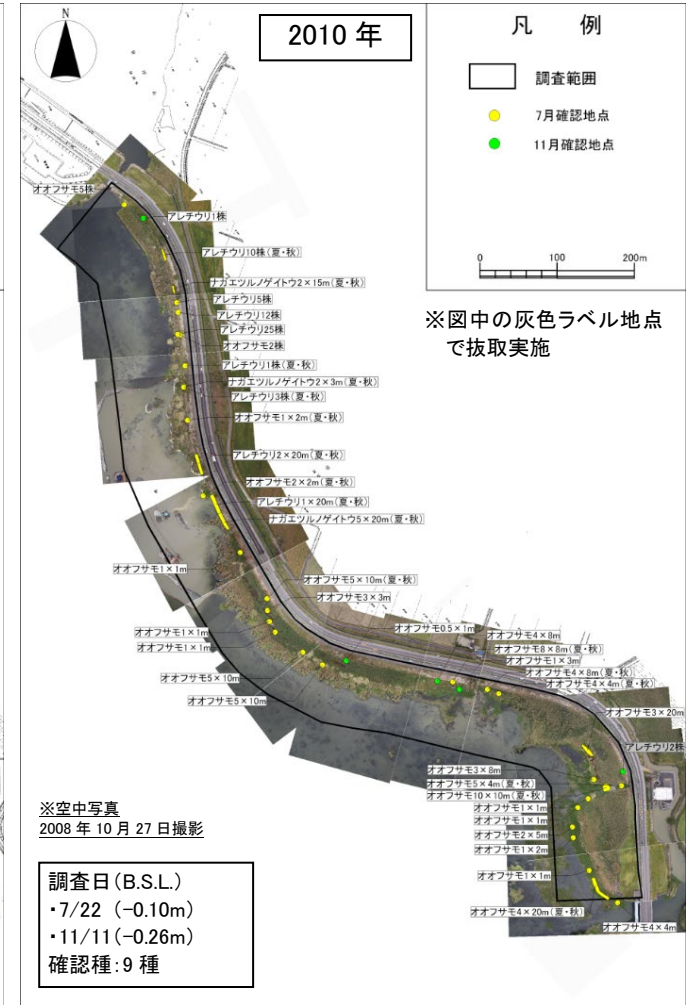 N
2010 年
凡 例
調査範囲
7月確認地点
11月確認地点
0 100 200m
※図中の灰色ラベル地点
で抜取実施
オオフサモ5株
アレチウリ1株
アレチウリ10株(夏・秋)
ナガエツルノゲイトウ2×15m(夏・秋)
アレチウリ5株
アレチウリ12株
アレチウリ25株
オオフサモ2株
アレチウリ1株(夏・秋)
ナガエツルノゲイトウ2×3m(夏・秋)
アレチウリ3株(夏・秋)
オオフサモ1×2m(夏・秋)
アレチウリ2×20m(夏・秋)
オオフサモ2×2m(夏・秋)
アレチウリ1×20m(夏・秋)
ナガエツルノゲイトウ5×20m(夏・秋)
オオフサモ1×1m
オオフサモ5×10m(夏・秋)
オオフサモ3×3m
オオフサモ1×1m
オオフサモ1×1m
オオフサモ0.5×1m
オオフサモ4×8m
オオフサモ8×8m(夏・秋)
オオフサモ1×3m
オオフサモ4×8m(夏・秋)
オオフサモ4×4m(夏・秋)
オオフサモ5×10m
オオフサモ5×10m
オオフサモ3×20m
アレチウリ2株
オオフサモ3×8m
オオフサモ5×4m(夏・秋)
オオフサモ10×10m(夏・秋)
オオフサモ1×1m
オオフサモ1×1m
オオフサモ2×5m
オオフサモ1×2m
オオフサモ1×1m
オオフサモ4×20m(夏・秋)
オオフサモ4×4m
※空中写真
2008 年 10 月 27 日撮影
調査日(B.S.L.)
・7/22 (-0.10m)
・11/11(-0.26m)
確認種:9 種